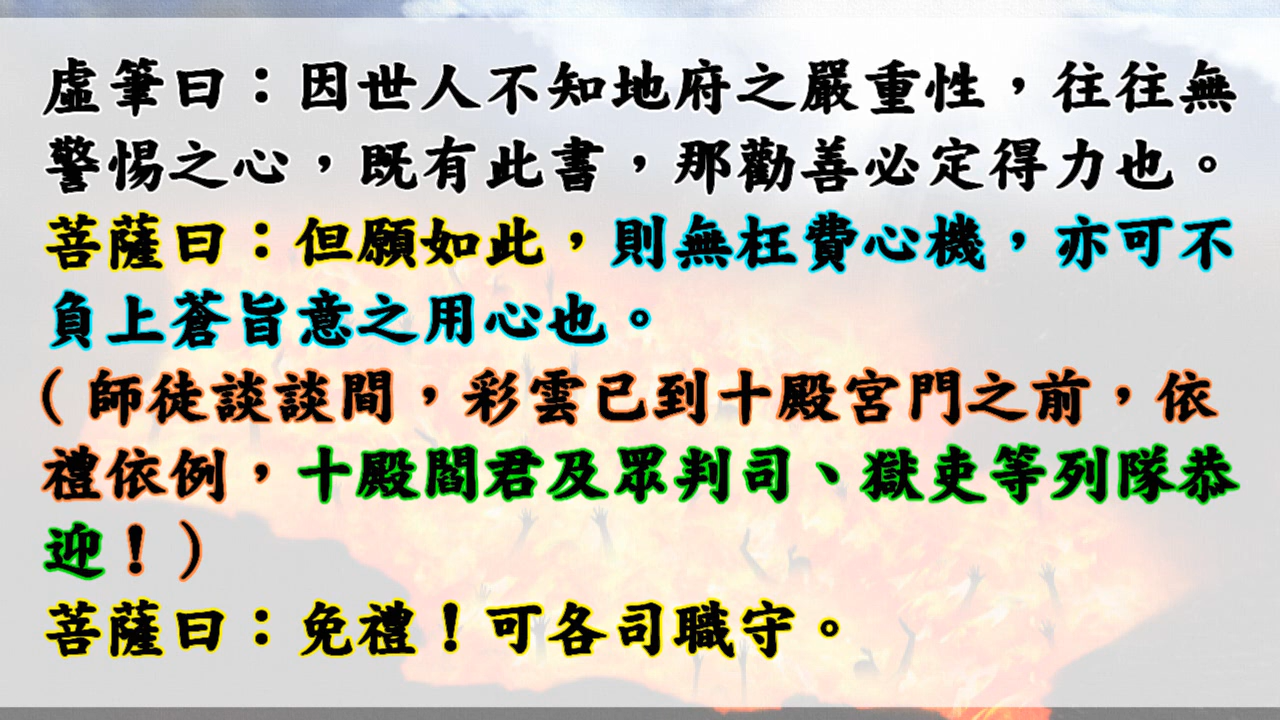 虛筆曰：因世人不知地府之嚴重性，往往無
警惕之心，既有此書，那勸善必定得力也。
菩薩曰：但願如此，則無枉費心機，亦可不
負上蒼旨意之用心也。
（師徒談談間，彩雲已到十殿宮門之前，依
禮依例，十殿閻君及眾判司、獄吏等列隊恭
迎！）
菩薩曰：免禮！可各司職守。